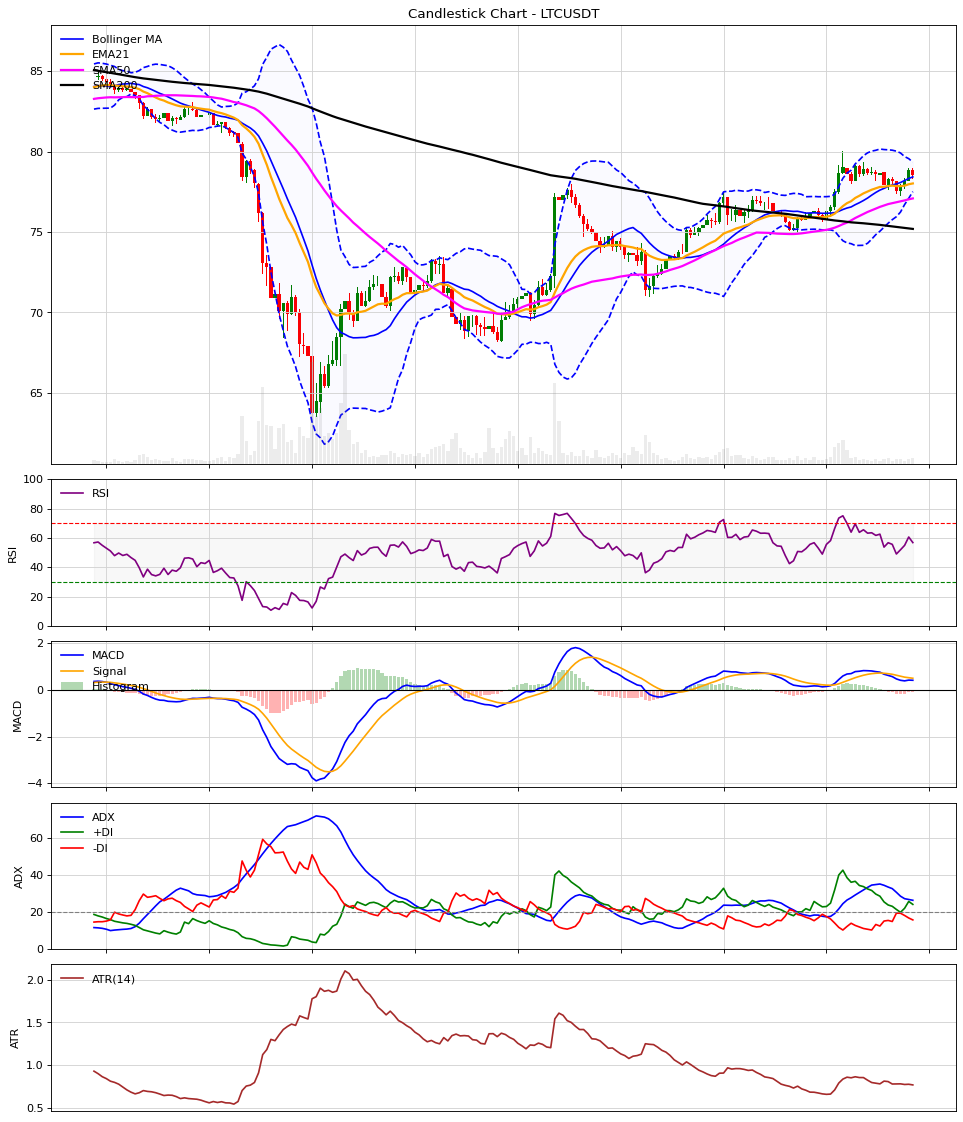 Candlestick Chart - LTCUSDT
Bollinger MA
EMA21
SMA50
SMA200
85
80
75
70
65
RSI
100
80
60
40
20
0
RSI
MACD
Signal
Histogram
2
0
−2
−4
MACD
ADX
+DI
-DI
60
40
20
0
ADX
ATR(14)
2.0
1.5
1.0
0.5
ATR